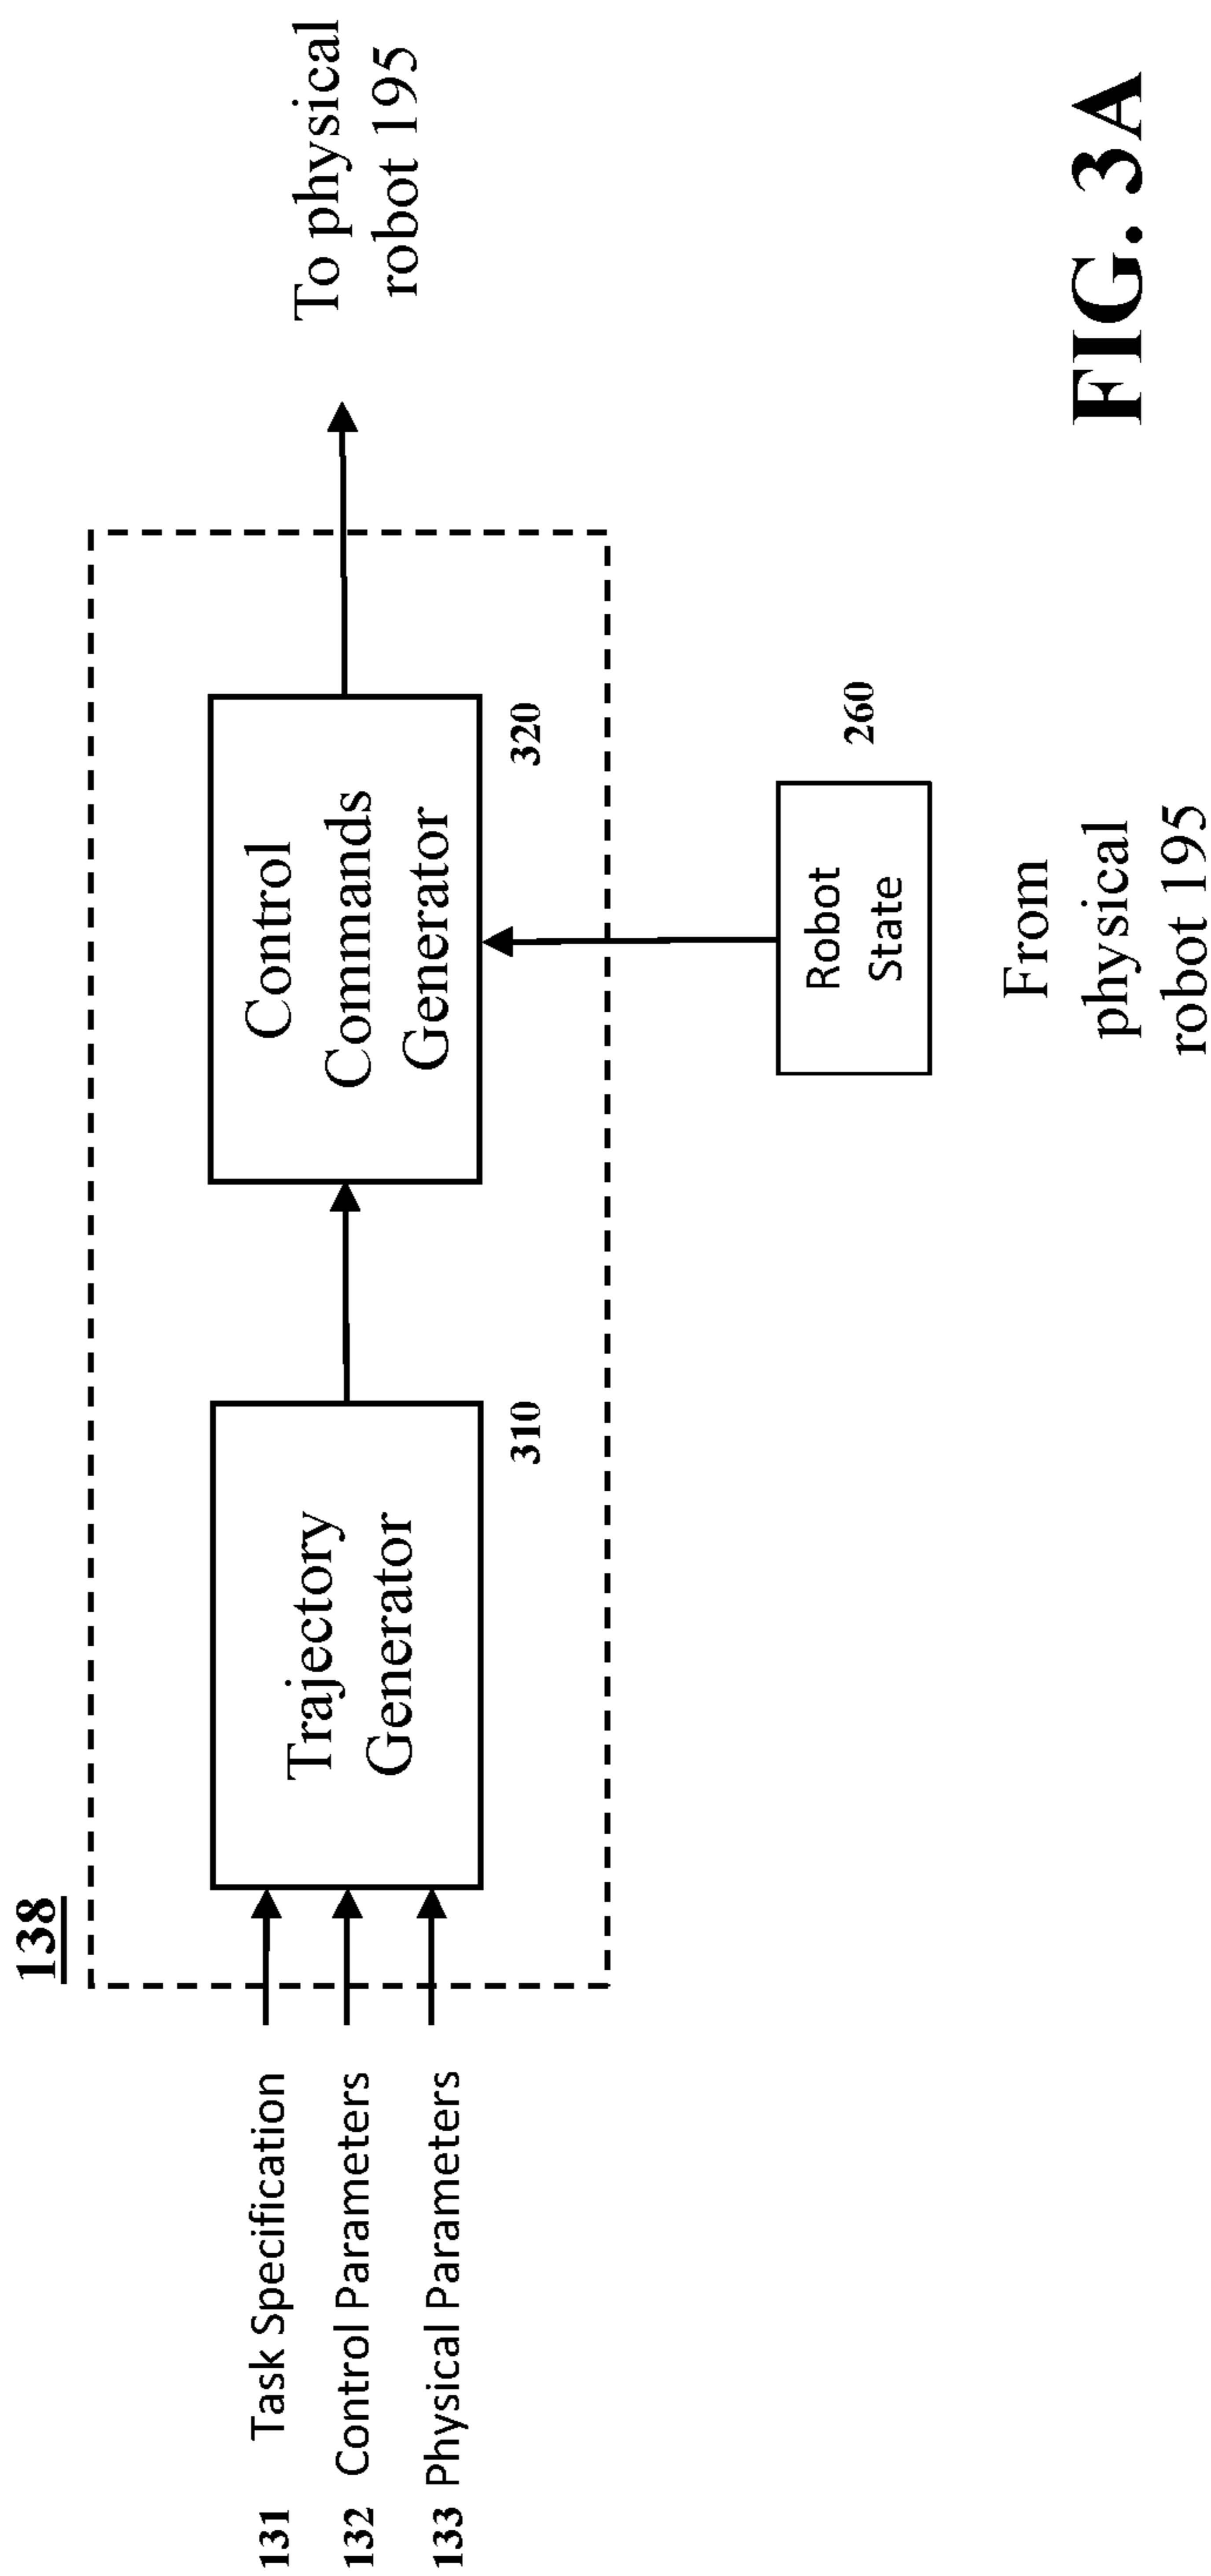 138
131 Task Specification
132 Control Parameters
133 Physical Parameters
Trajectory
Generator
310
Control
Commands
Generator
320
To physical
robot 195
Robot
State
260
From
physical
robot 195
FIG. 3A